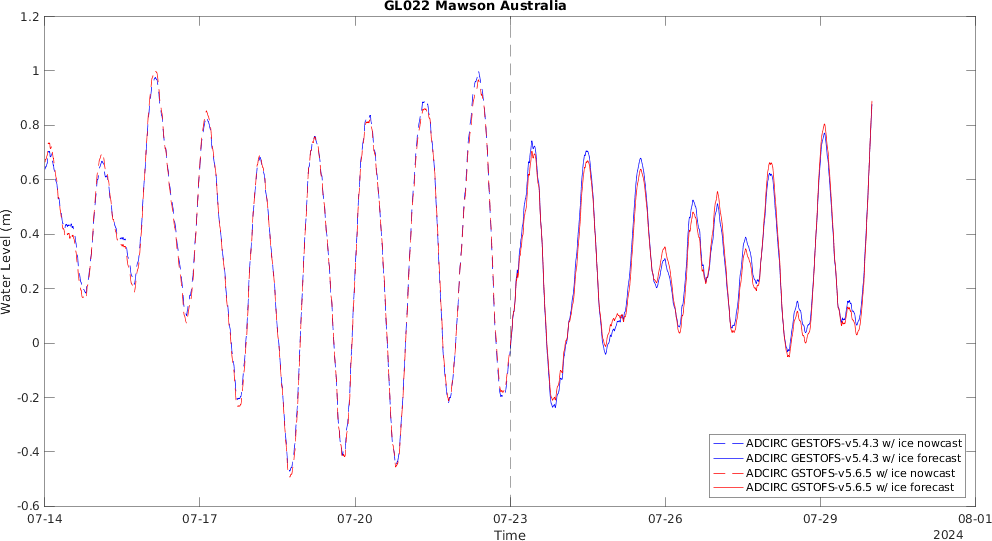 GL022 Mawson Australia
1.2
1
0.8
0.6
0.4
0.2
0
-0.2
-0.4
-0.6
Water Level (m)
07-14
07-17
07-20
07-23
07-26
07-29
08-01
Time
2024
ADCIRC GESTOFS-v5.4.3 w/ ice nowcast
ADCIRC GESTOFS-v5.4.3 w/ ice forecast
ADCIRC GSTOFS-v5.6.5 w/ ice nowcast
ADCIRC GSTOFS-v5.6.5 w/ ice forecast